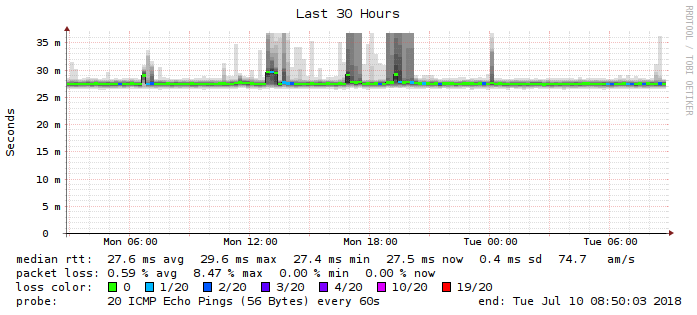 Last 30 Hours
RRDTOOL / TOBI OETIKER
Seconds
35 m
30 m
25 m
20 m
15 m
10 m
5 m
0
Mon 06:00 Mon 12:00 Mon 18:00 Tue 00:00 Tue 06:00
median rtt: 27.6 ms avg 29.6 ms max 27.4 ms min 27.5 ms now 0.4 ms sd 74.7 am/s
packet loss: 0.59 % avg 8.47 % max 0.00 % min 0.00 % now
loss color: 0 1/20 2/20 3/20 4/20 10/20 19/20
probe: 20 ICMP Echo Pings (56 Bytes) every 60s end: Tue Jul 10 08:50:03 2018